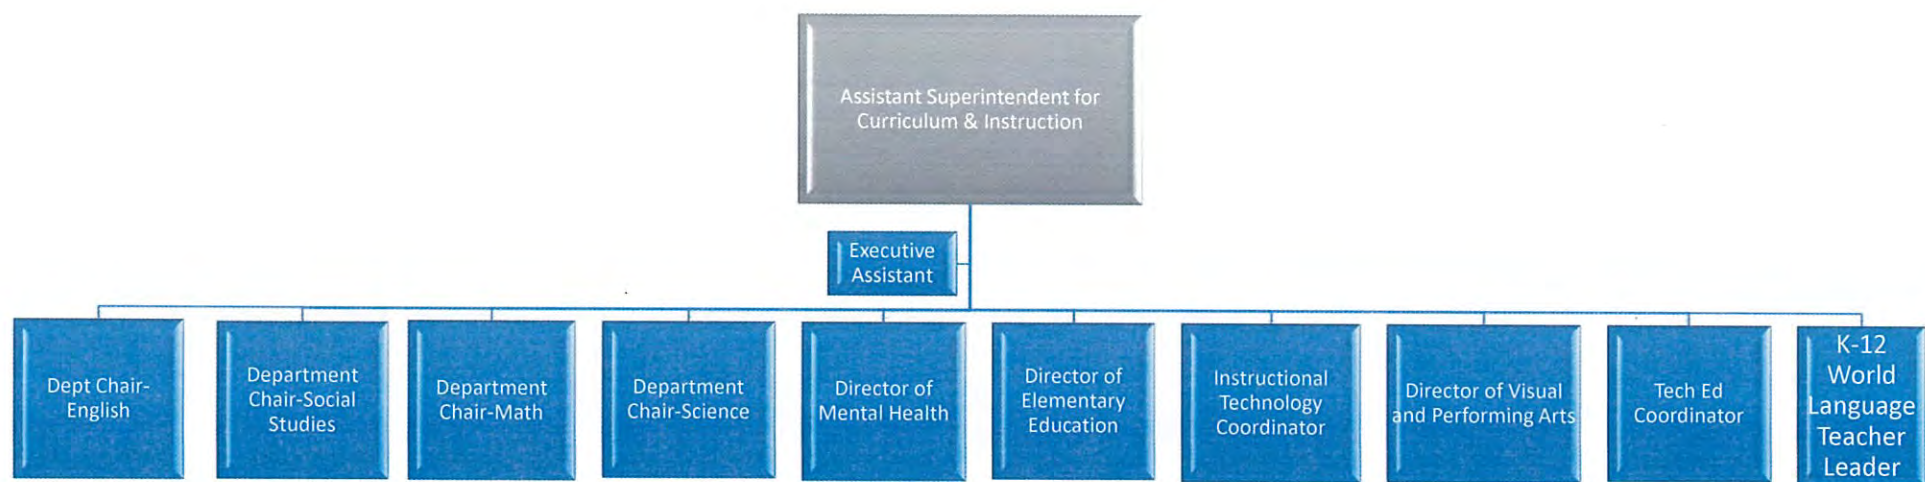 Assistant Superintendent for
Curriculum & Instruction
Executive
Assistant
Dept Chair-
English
Department
Chair-Social
Studies
Department
Chair-Math
Department
Chair-Science
Director of
Mental Health
Director of
Elementary
Education
Instructional
Technology
Coordinator
Director of Visual
and Performing Arts
Tech Ed
Coordinator
K-12
World
Language
Teacher
Leader